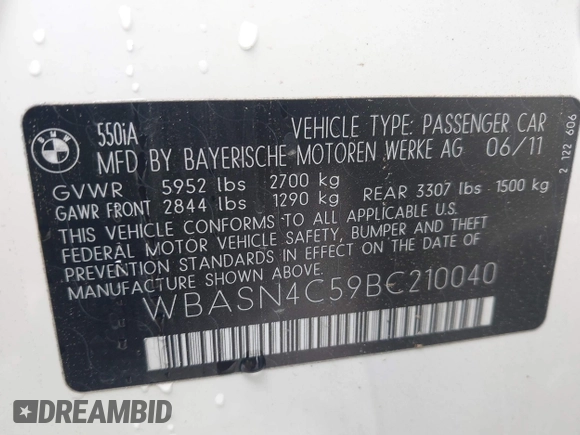 BMW
550iA VEHICLE TYPE: PASSENGER CAR
MFD BY BAYERISCHE MOTOREN WERKE AG 06/11
GVWR 5952 lbs 2700 kg
GAWR FRONT 2844 lbs 1290 kg REAR 3307 lbs - 1500 kg
THIS VEHICLE CONFORMS TO ALL APPLICABLE U.S.
FEDERAL MOTOR VEHICLE SAFETY, BUMPER AND THEFT
PREVENTION STANDARDS IN EFFECT ON THE DATE OF
MANUFACTURE SHOWN ABOVE.
WBASN4C59BC210040
2 122 606
DREAMBID